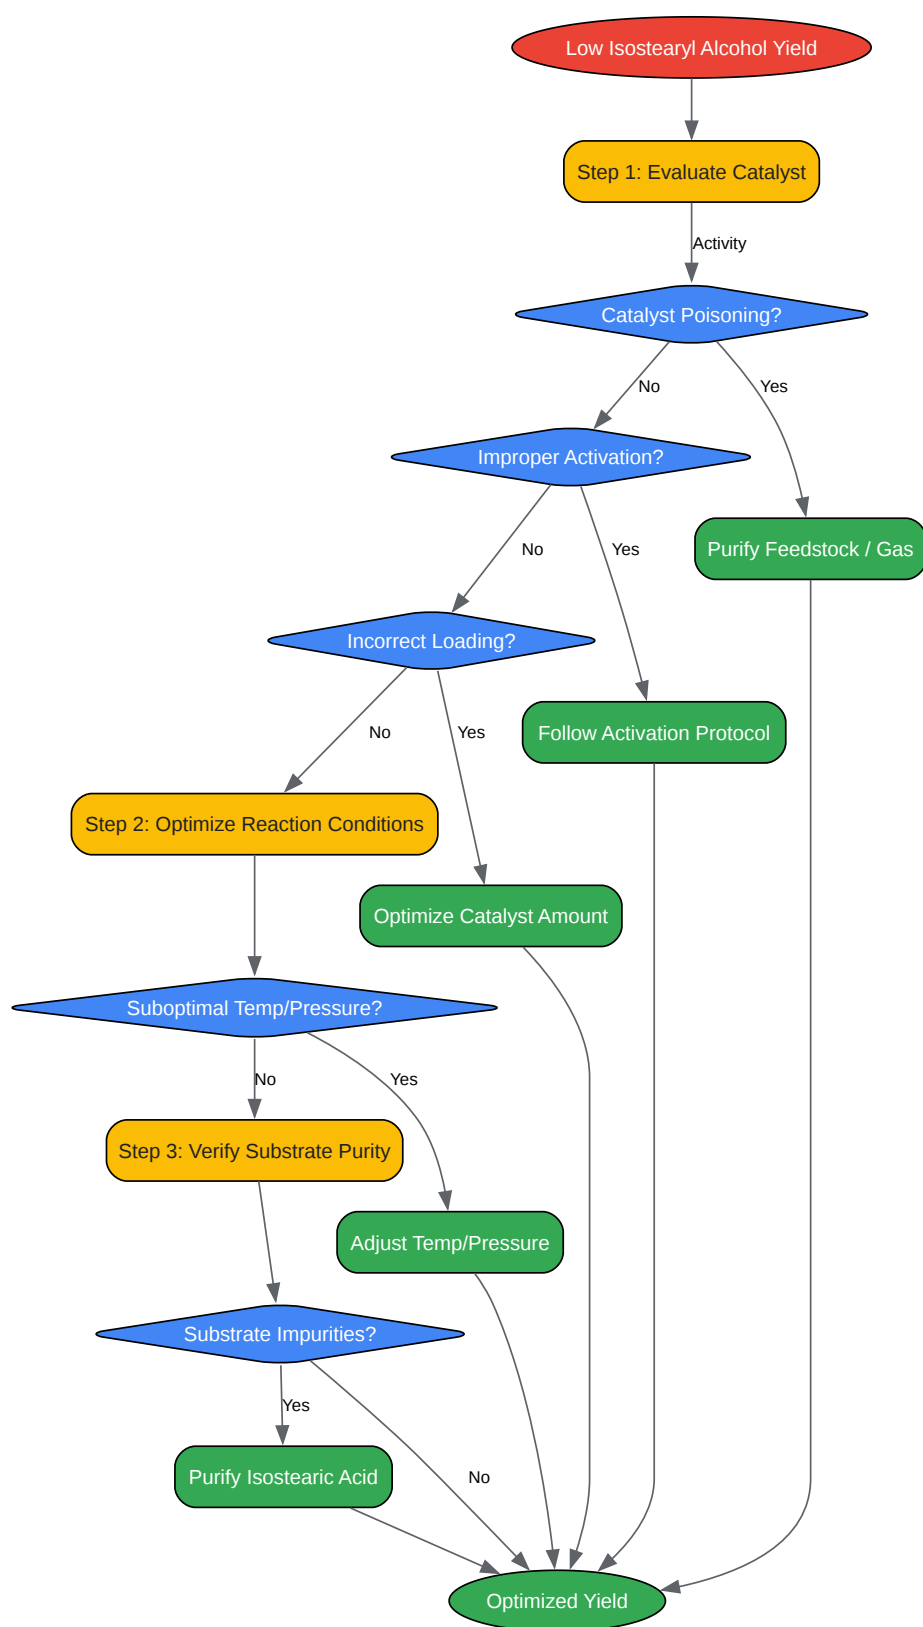 Low Isostearyl Alcohol Yield
Step 1: Evaluate Catalyst
Activity
Catalyst Poisoning?
No
Yes
Improper Activation?
No
Yes
Purify Feedstock / Gas
Incorrect Loading?
No
Yes
Follow Activation Protocol
Step 2: Optimize Reaction Conditions
Optimize Catalyst Amount
Suboptimal Temp/Pressure?
No
Yes
Step 3: Verify Substrate Purity
Adjust Temp/Pressure
Substrate Impurities?
Yes
No
Purify Isostearic Acid
Optimized Yield